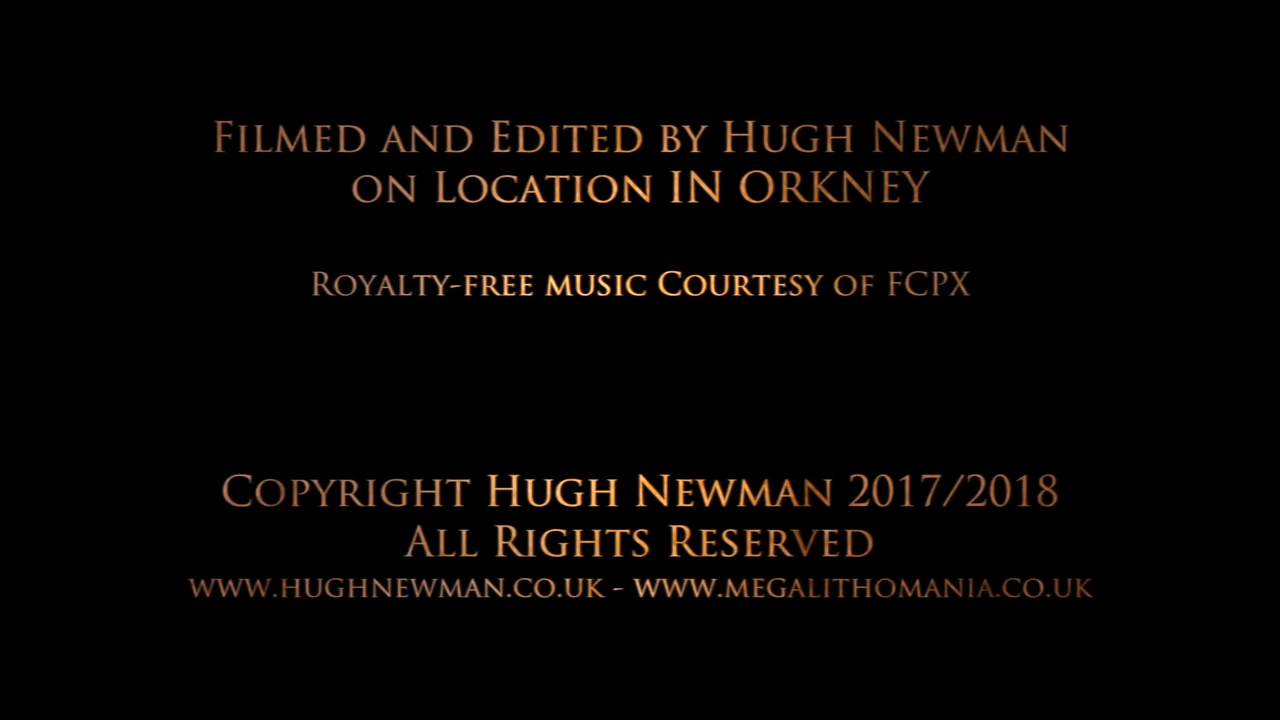 Filmed and Edited by Hugh Newman
on Location IN ORKNEY
Royalty-free music Courtesy of FCPX
Copyright Hugh Newman 2017/2018
All Rights Reserved
www.hughnewman.co.uk - www.megalithomania.co.uk